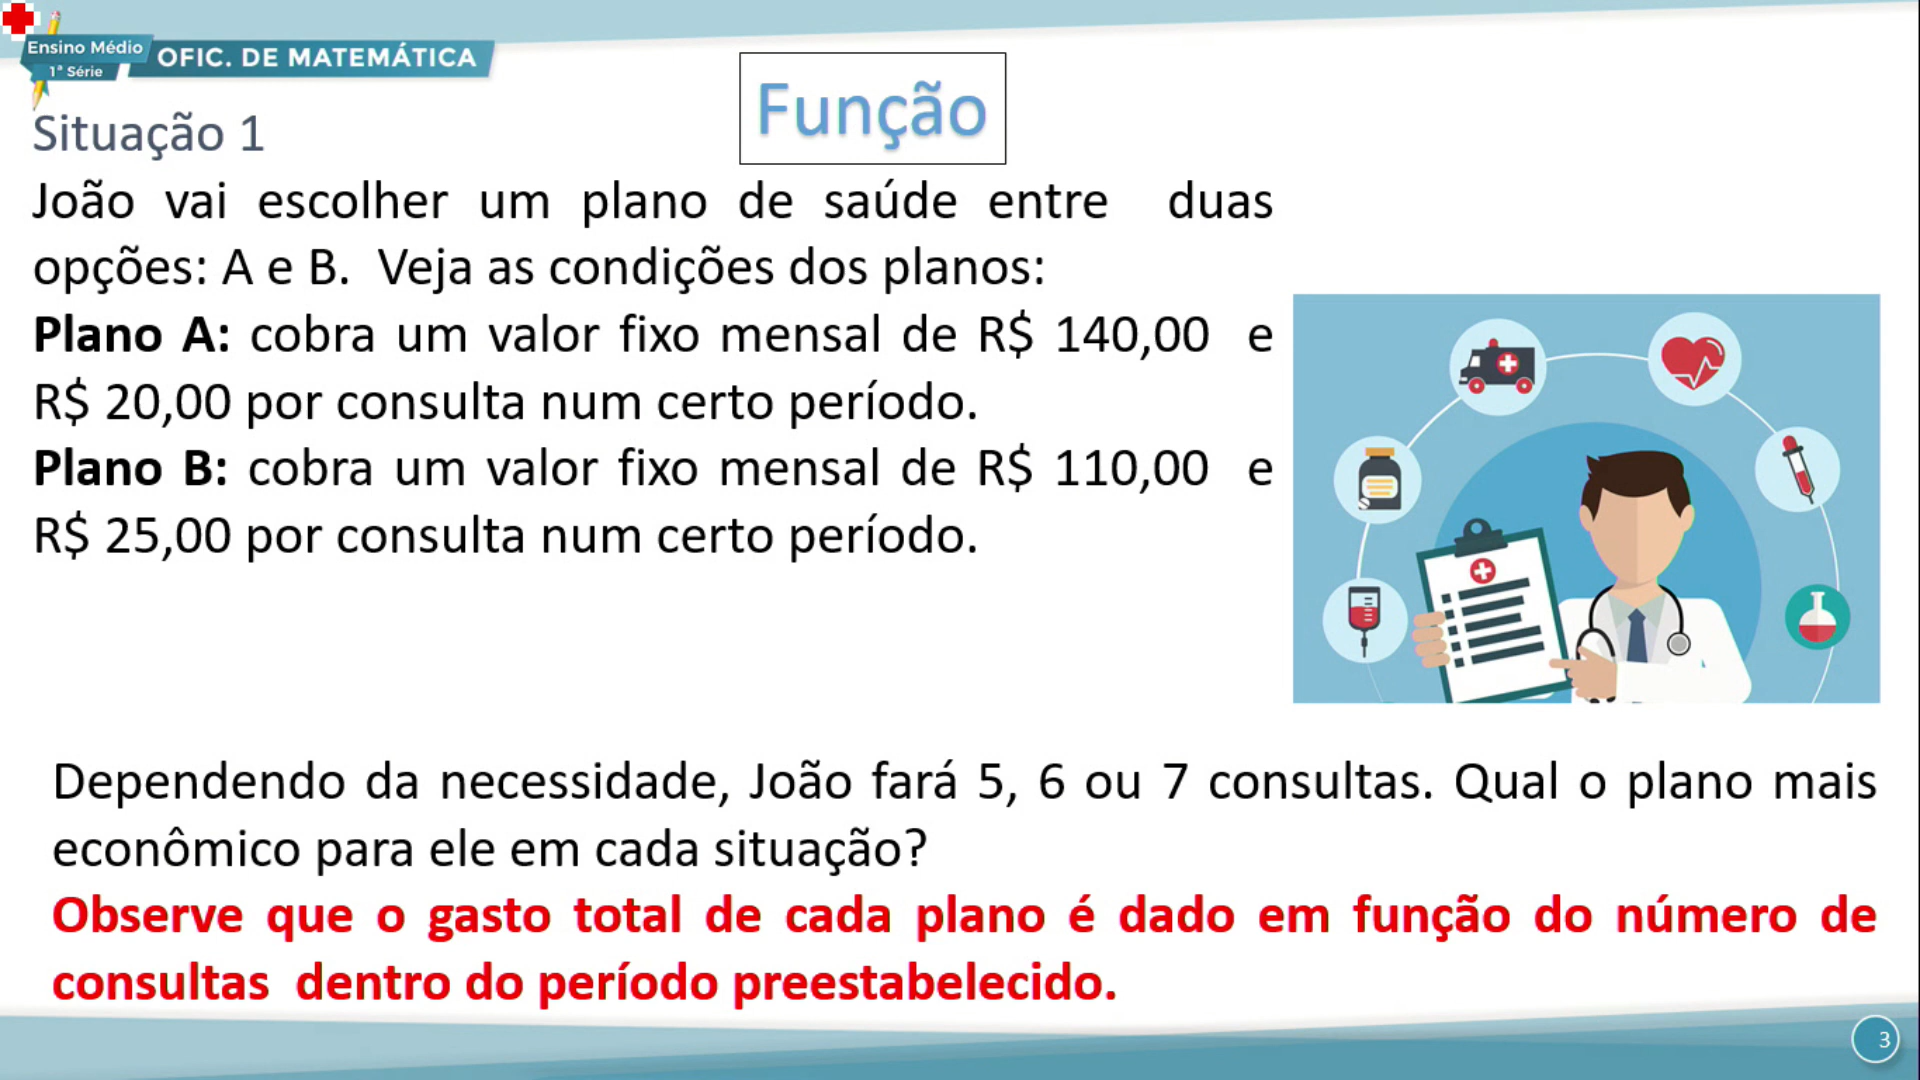 Ensino Médio
1ª Série
OFIC. DE MATEMÁTICA
Função
Situação 1
João vai escolher um plano de saúde entre duas
opções: A e B. Veja as condições dos planos:
Plano A: cobra um valor fixo mensal de R$ 140,00 e
R$ 20,00 por consulta num certo período.
Plano B: cobra um valor fixo mensal de R$ 110,00 e
R$ 25,00 por consulta num certo período.
Dependendo da necessidade, João fará 5, 6 ou 7 consultas. Qual o plano mais
econômico para ele em cada situação?
Observe que o gasto total de cada plano é dado em função do número de
consultas dentro do período preestabelecido.
3